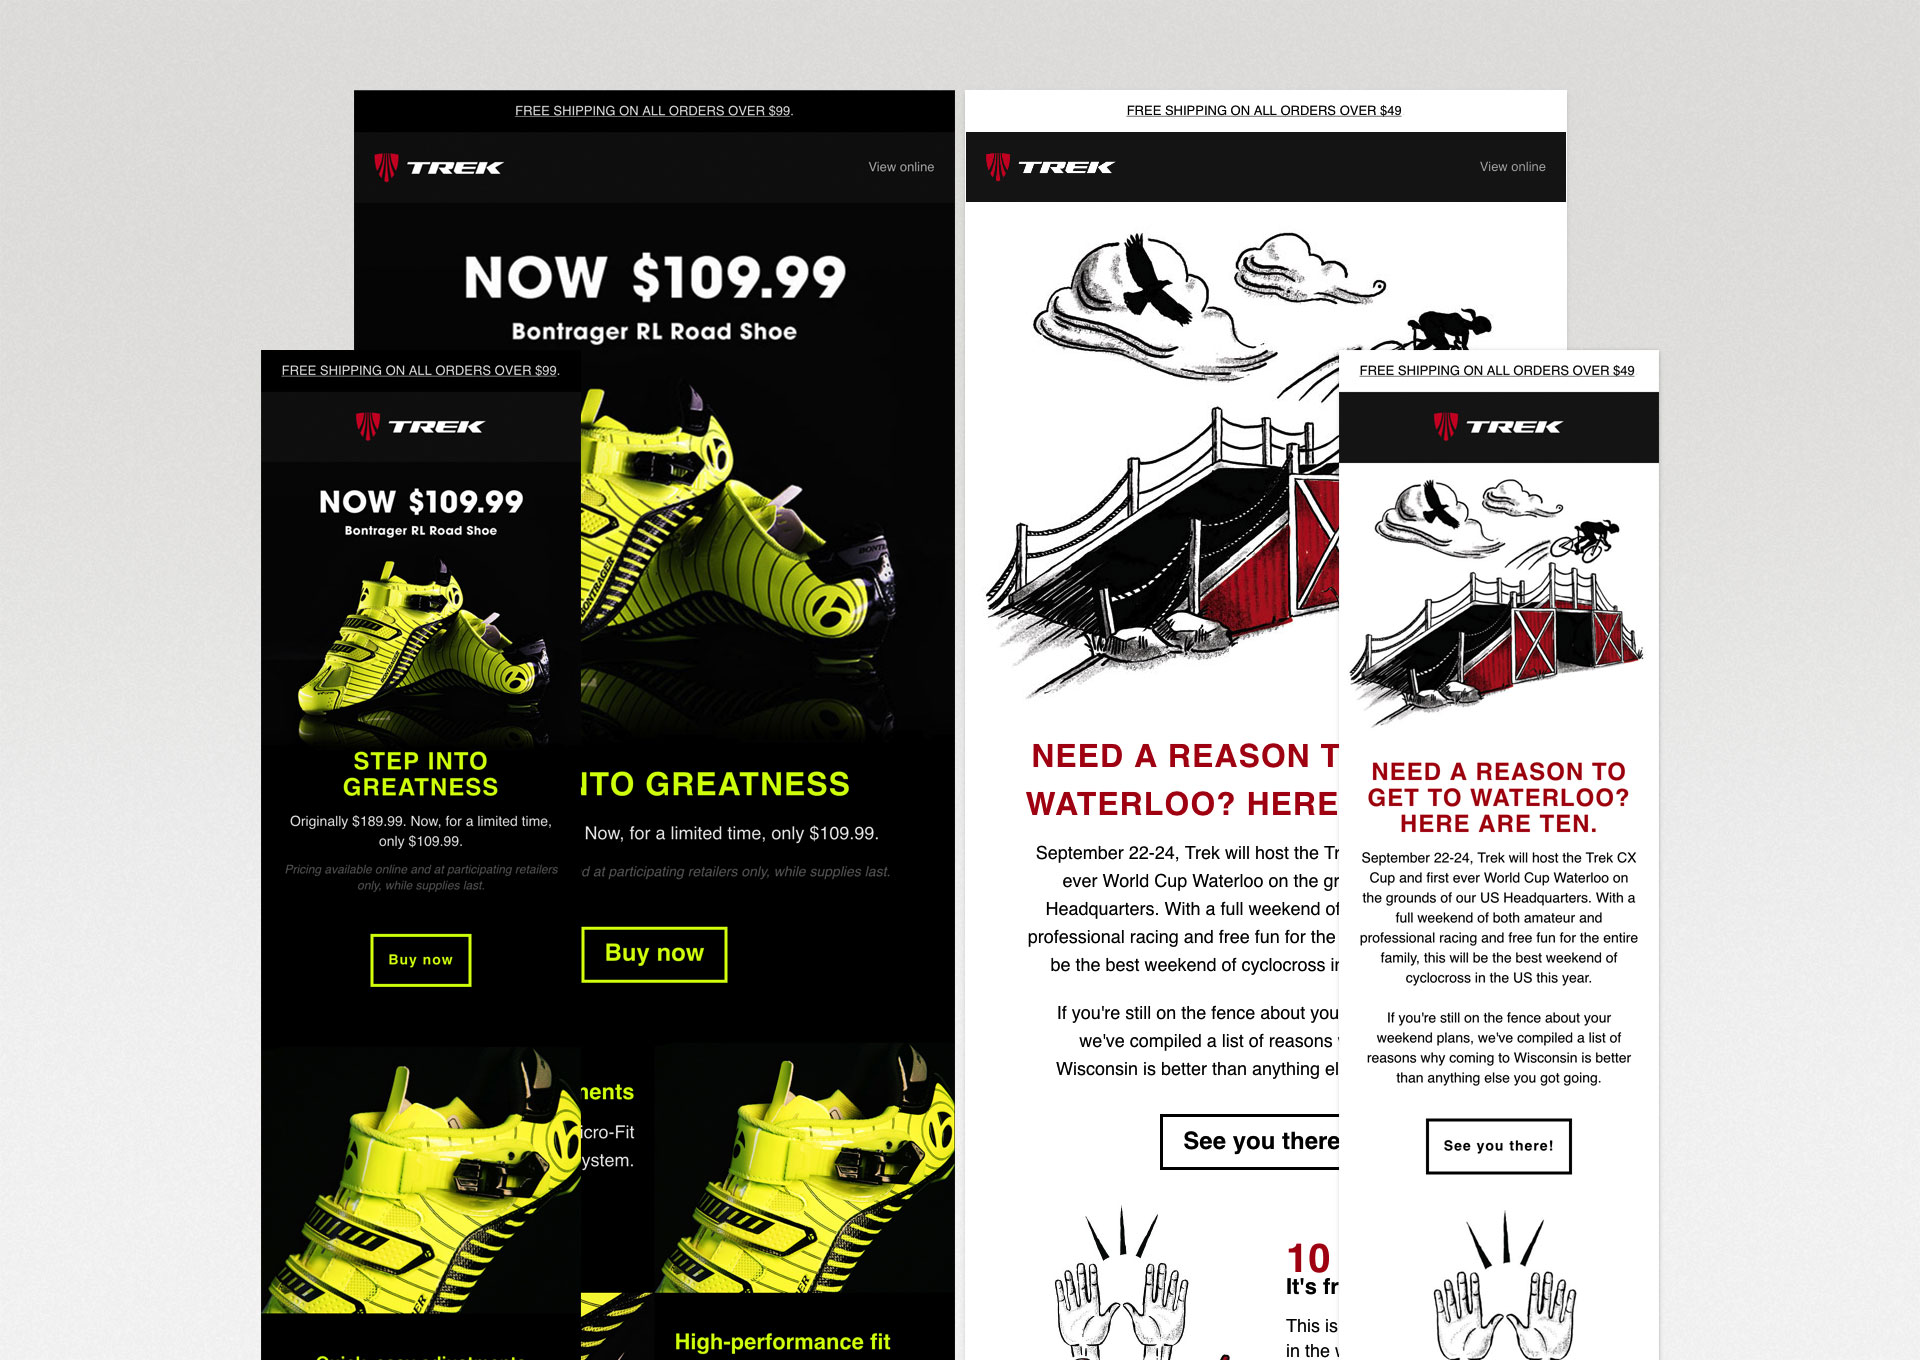 FREE SHIPPING ON ALL ORDERS OVER $99.
TREK
View online
NOW $109.99
Bontrager RL Road Shoe
BONTRAGER
INTO GREATNESS
Now, for a limited time, only $109.99.
d at participating retailers only, while supplies last.
Buy now
nents
icro-Fit
ystem.
High-performance fit
FREE SHIPPING ON ALL ORDERS OVER $99.
TREK
NOW $109.99
Bontrager RL Road Shoe
STEP INTO
GREATNESS
Originally $189.99. Now, for a limited time,
only $109.99.
Pricing available online and at participating retailers
only, while supplies last.
Buy now
FREE SHIPPING ON ALL ORDERS OVER $49
TREK
View online
NEED A REASON T
WATERLOO? HERE
September 22-24, Trek will host the Tr
ever World Cup Waterloo on the gr
Headquarters. With a full weekend of
professional racing and free fun for the
be the best weekend of cyclocross in
If you're still on the fence about you
we've compiled a list of reasons
Wisconsin is better than anything el
See you there
10
It's fr
This is
in the
FREE SHIPPING ON ALL ORDERS OVER $49
TREK
NEED A REASON TO
GET TO WATERLOO?
HERE ARE TEN.
September 22-24, Trek will host the Trek CX
Cup and first ever World Cup Waterloo on
the grounds of our US Headquarters. With a
full weekend of both amateur and
professional racing and free fun for the entire
family, this will be the best weekend of
cyclocross in the US this year.
If you're still on the fence about your
weekend plans, we've compiled a list of
reasons why coming to Wisconsin is better
than anything else you got going.
See you there!